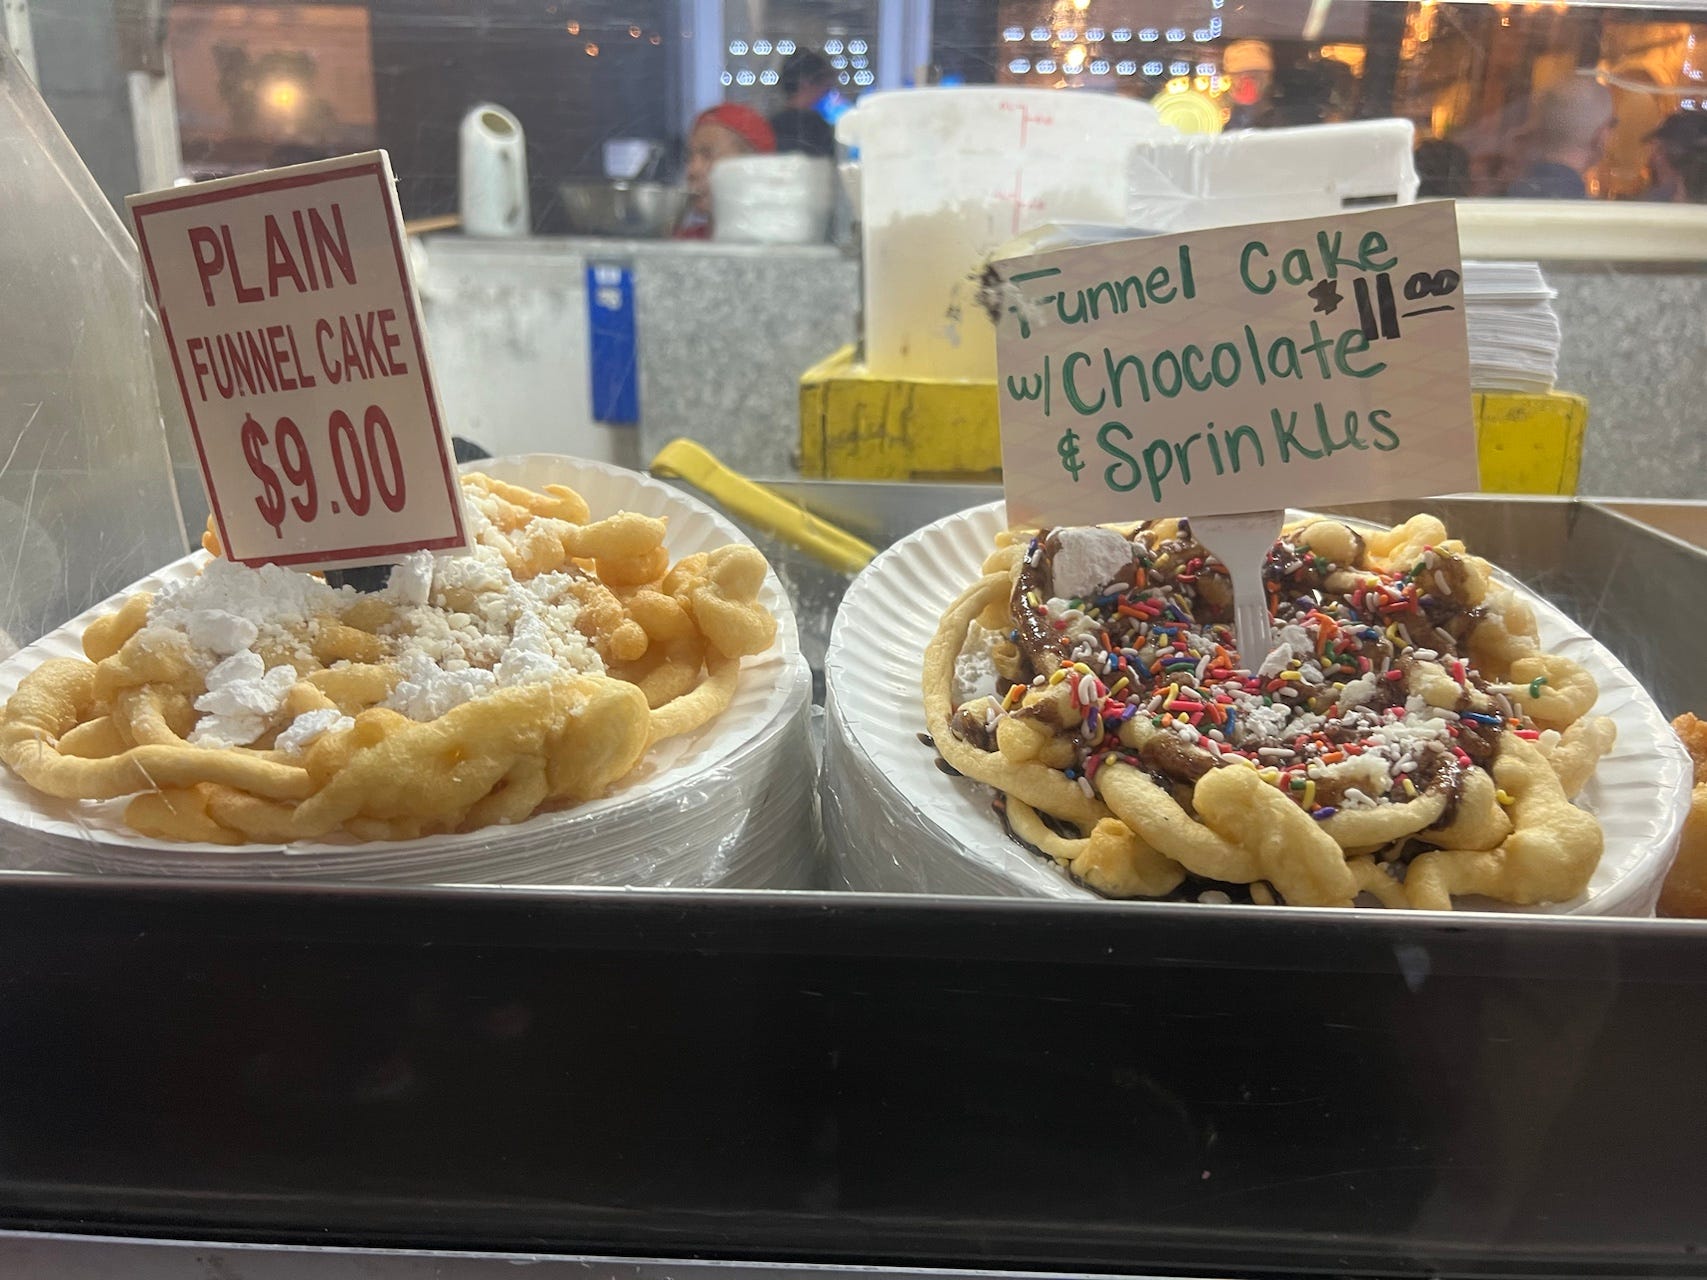 PLAIN
FUNNEL CAKE
$9.00
Funnel Cake
$11.00
w/ Chocolate
& Sprinkles